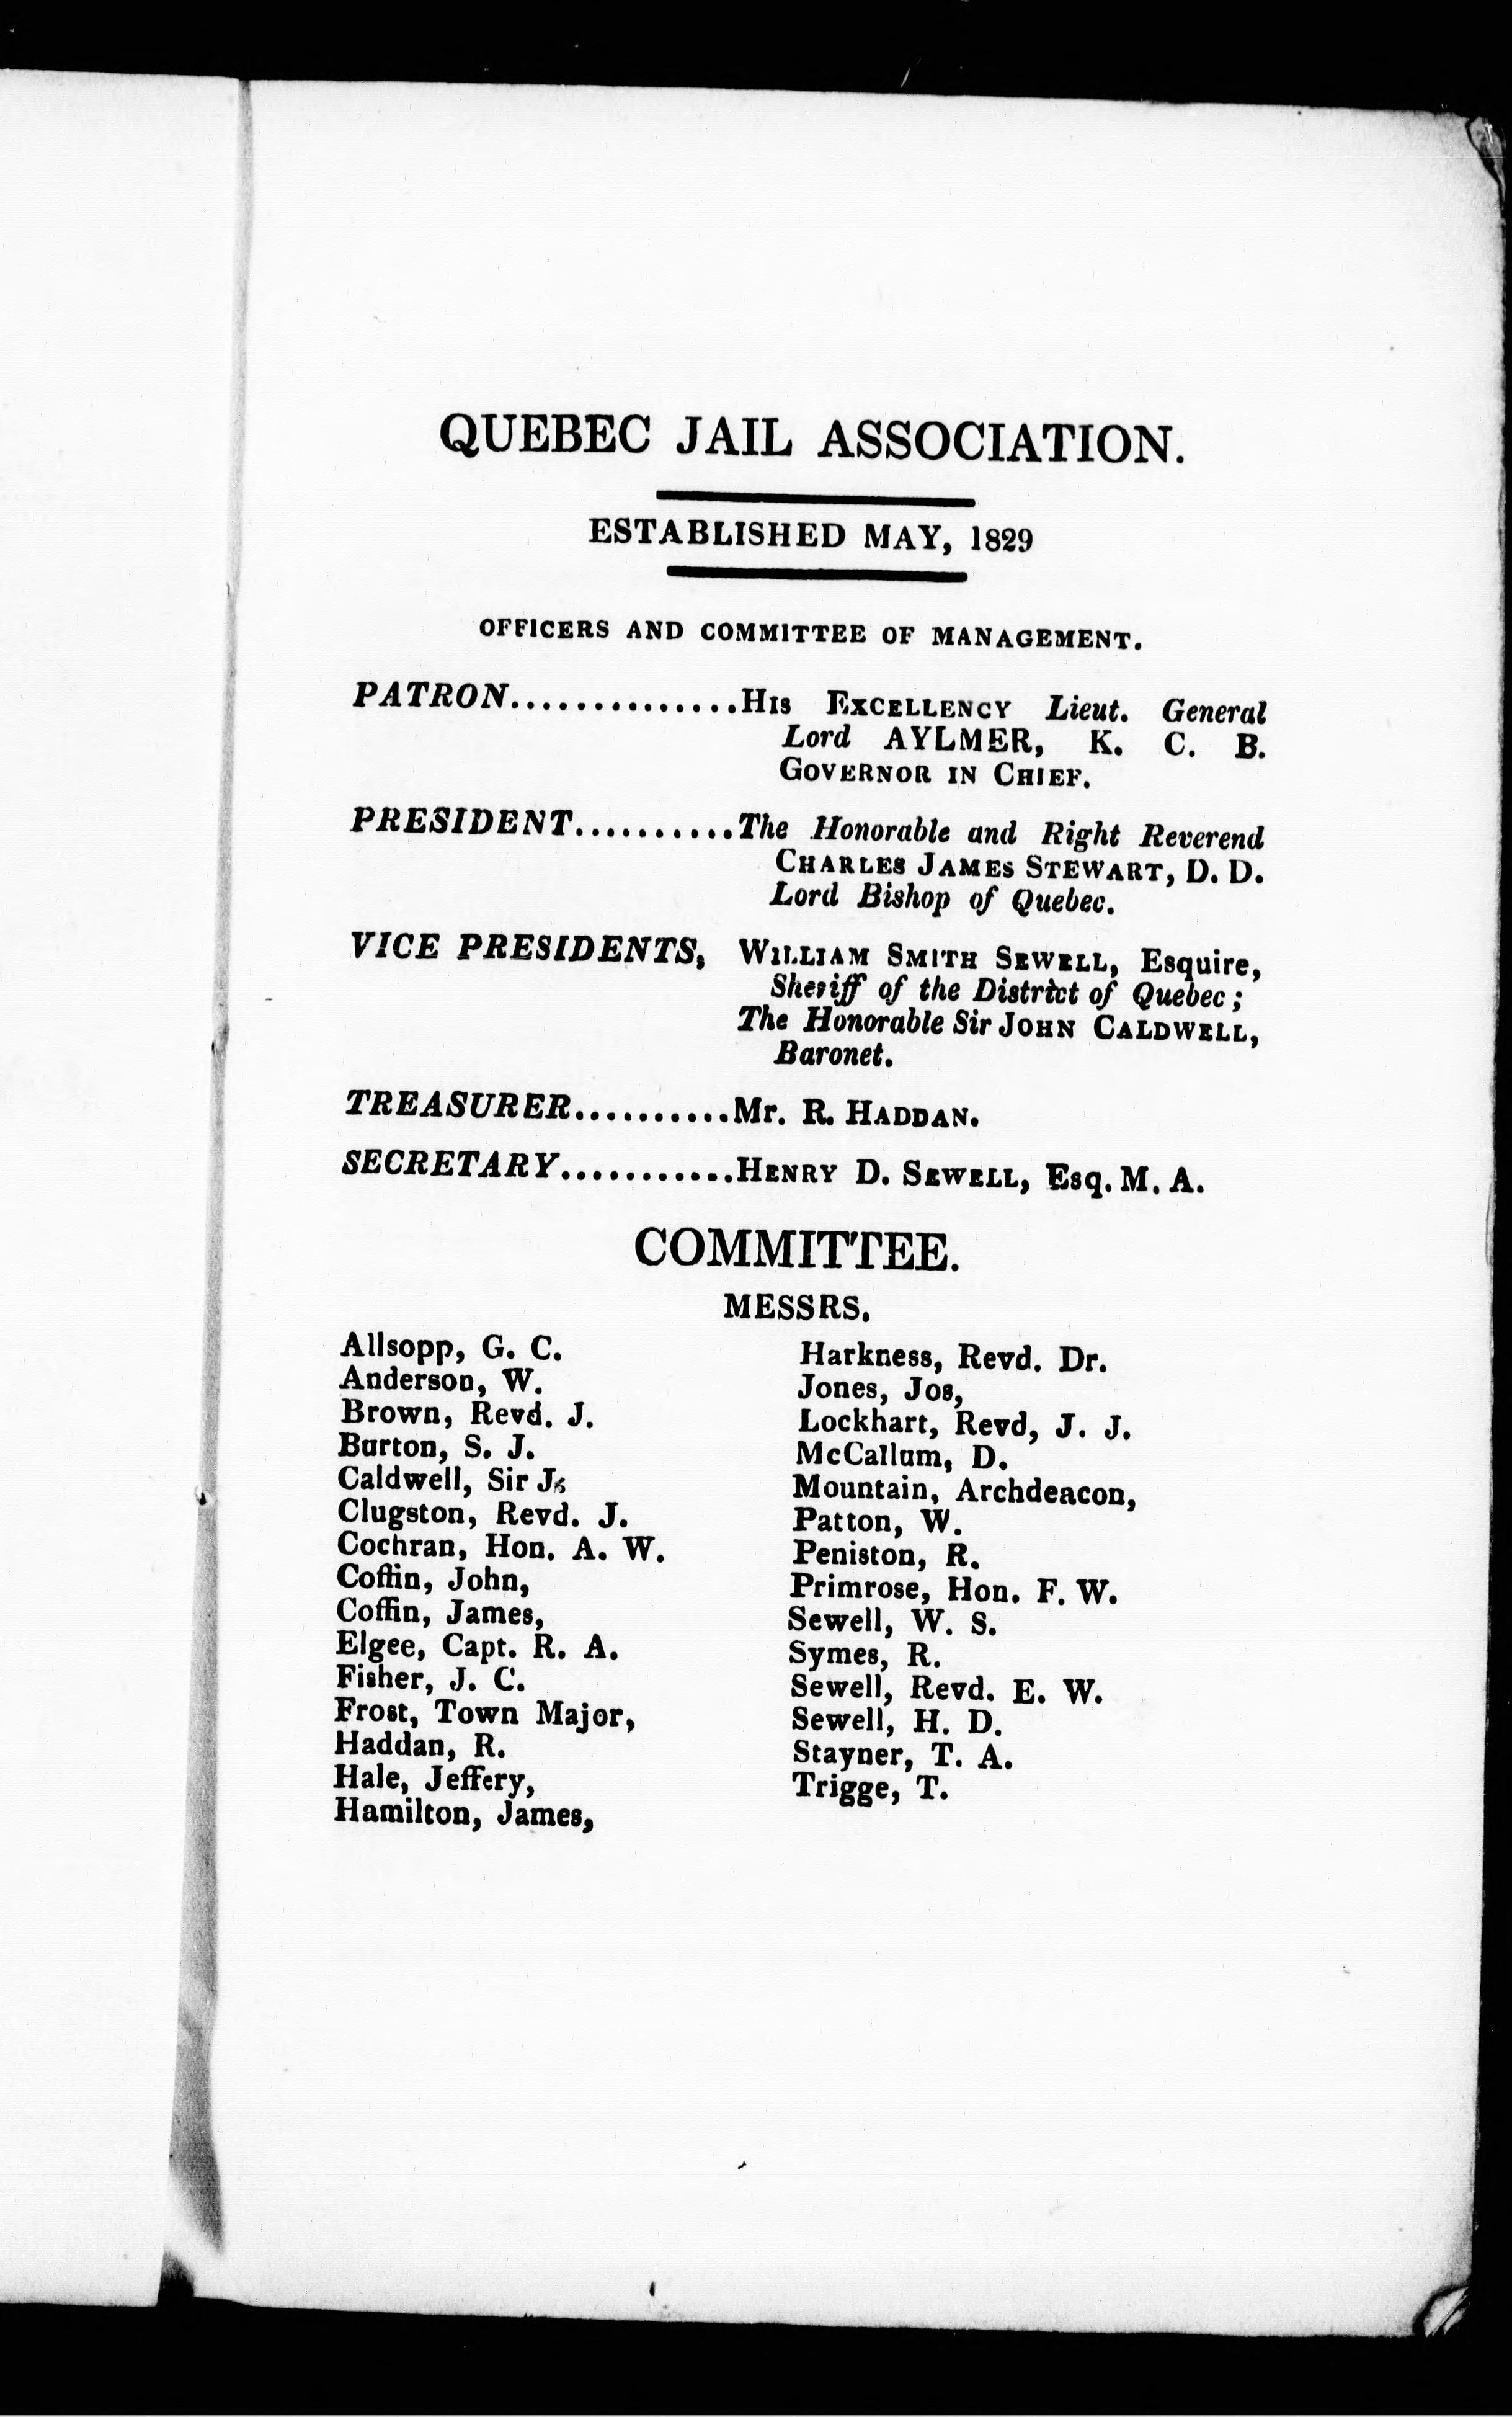 QUEBEC JAIL ASSOCIATION.
ESTABLISHED MAY, 1829
OFFICERS AND COMMITTEE OF MANAGEMENT.
PATRON..............His Excellency Lieut. General
Lord AYLMER, K. C. B.
Governor in Chief.
PRESIDENT..........The Honorable and Right Reverend
Charles James Stewart, D. D.
Lord Bishop of Quebec.
VICE PRESIDENTS, William Smith Sewell, Esquire,
Sheriff of the District of Quebec;
The Honorable Sir John Caldwell,
Baronet.
TREASURER..........Mr. R. Haddan.
SECRETARY...........Henry D. Sewell, Esq. M. A.
COMMITTEE.
MESSRS.
Allsopp, G. C.
Anderson, W.
Brown, Revd. J.
Burton, S. J.
Caldwell, Sir J.
Clugston, Revd. J.
Cochran, Hon. A. W.
Coffin, John,
Coffin, James,
Elgee, Capt. R. A.
Fisher, J. C.
Frost, Town Major,
Haddan, R.
Hale, Jeffery,
Hamilton, James,
Harkness, Revd. Dr.
Jones, Jos,
Lockhart, Revd, J. J.
McCallum, D.
Mountain, Archdeacon,
Patton, W.
Peniston, R.
Primrose, Hon. F. W.
Sewell, W. S.
Symes, R.
Sewell, Revd. E. W.
Sewell, H. D.
Stayner, T. A.
Trigge, T.